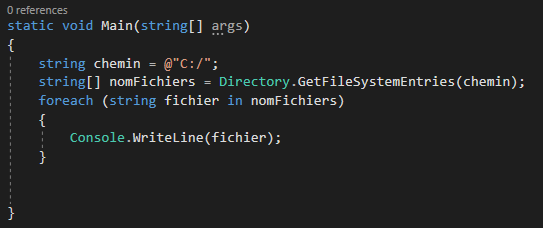 0 references
static void Main(string[] args)
{
string chemin = @"C:/";
string[] nomFichiers = Directory.GetFileSystemEntries(chemin);
foreach (string fichier in nomFichiers)
{
Console.WriteLine(fichier);
}
}